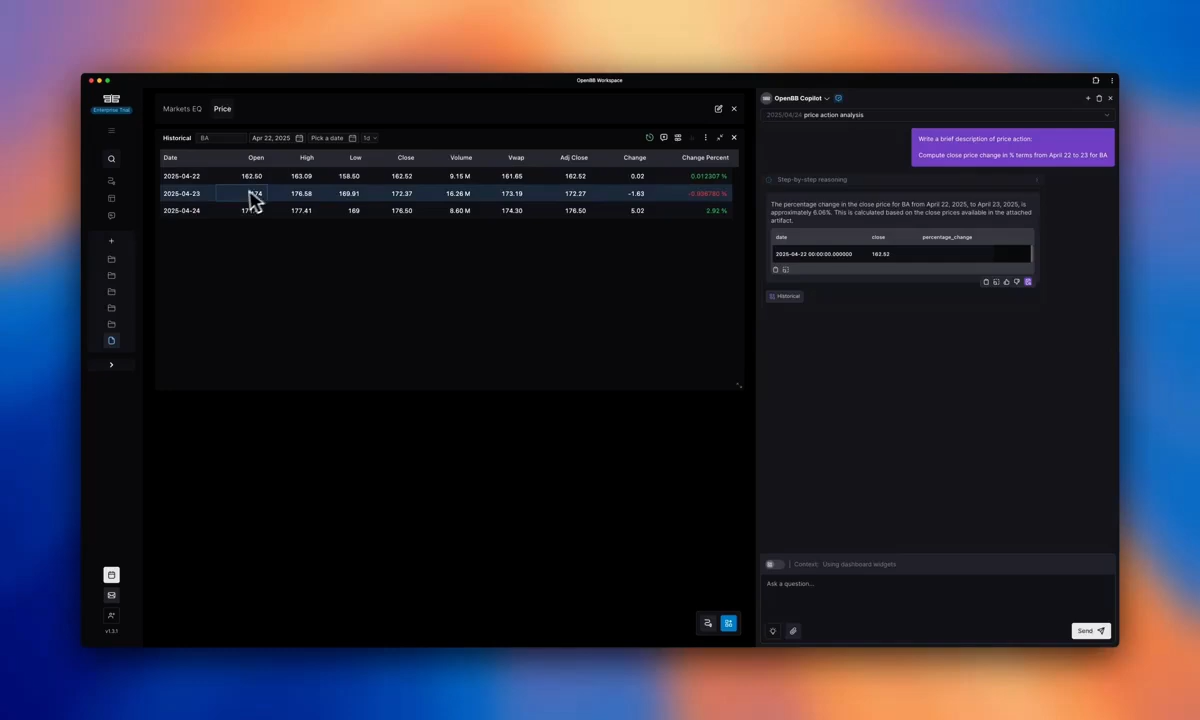 OpenBB Workspace
Enterprise Trial
Markets EQ Price
Historical BA Apr 22, 2025 Pick a date 1d
Date Open High Low Close Volume Vwap Adj Close Change Change Percent
2025-04-22 162.50 163.09 158.50 162.52 9.15 M 161.65 162.52 0.02 0.012307 %
2025-04-23 174 176.58 169.91 172.37 16.26 M 173.19 172.27 -1.63
2025-04-24 177.41 169 176.50 8.60 M 174.30 176.50 5.02 2.92 %
v1.3.1
OpenBB Copilot
2025/04/24 price action analysis
Write a brief description of price action:
Compute close price change in % terms from April 22 to 23 for BA
Step-by-step reasoning
The percentage change in the close price for BA from April 22, 2025, to April 23, 2025, is
approximately 6.06%. This is calculated based on the close prices available in the attached
artifact.
date close percentage_change
2025-04-22 00:00:00.000000 162.52
Historical
Context: Using dashboard widgets
Ask a question...
Send